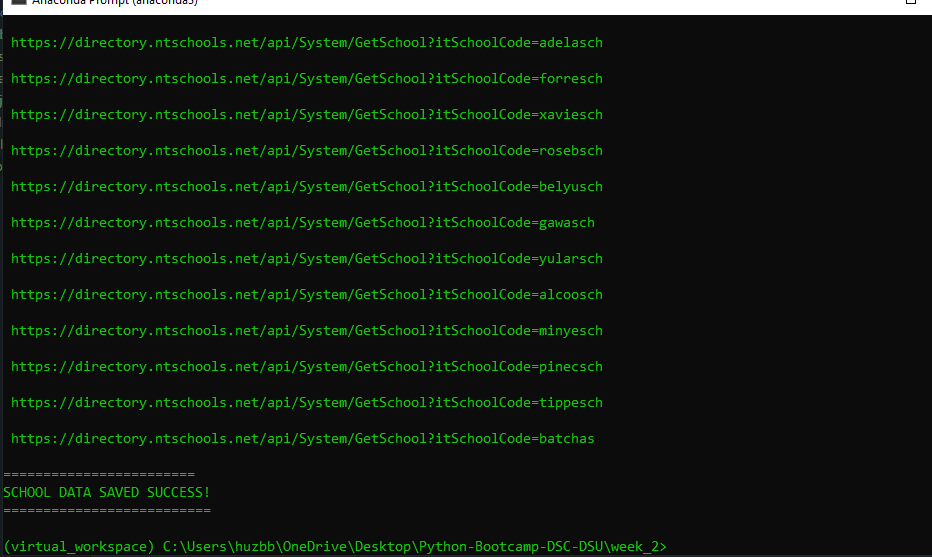 Anaconda Prompt (anaconda3)
https://directory.ntschools.net/api/System/GetSchool?itSchoolCode=adelasch
https://directory.ntschools.net/api/System/GetSchool?itSchoolCode=forresch
https://directory.ntschools.net/api/System/GetSchool?itSchoolCode=xaviesch
https://directory.ntschools.net/api/System/GetSchool?itSchoolCode=rosebsch
https://directory.ntschools.net/api/System/GetSchool?itSchoolCode=belyusch
https://directory.ntschools.net/api/System/GetSchool?itSchoolCode=gawasch
https://directory.ntschools.net/api/System/GetSchool?itSchoolCode=yularsch
https://directory.ntschools.net/api/System/GetSchool?itSchoolCode=alcoosch
https://directory.ntschools.net/api/System/GetSchool?itSchoolCode=minyesch
https://directory.ntschools.net/api/System/GetSchool?itSchoolCode=pinecsch
https://directory.ntschools.net/api/System/GetSchool?itSchoolCode=tippesch
https://directory.ntschools.net/api/System/GetSchool?itSchoolCode=batchas
========================
SCHOOL DATA SAVED SUCCESS!
==========================
(virtual_workspace) C:\Users\huzbb\OneDrive\Desktop\Python-Bootcamp-DSC-DSU\week_2>